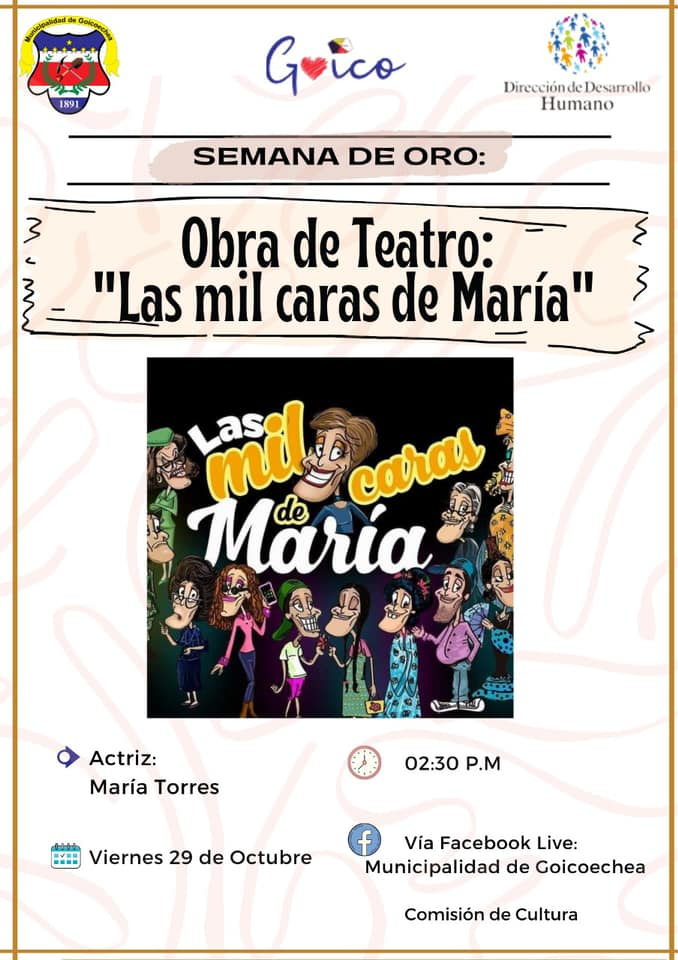 Municipalidad de Goicoechea
1891
Goico
Dirección de Desarrollo
Humano
SEMANA DE ORO:
Obra de Teatro:
"Las mil caras de María"
Las
mil caras
de
María
Actriz:
María Torres
02:30 P.M
Viernes 29 de Octubre
Vía Facebook Live:
Municipalidad de Goicoechea
Comisión de Cultura